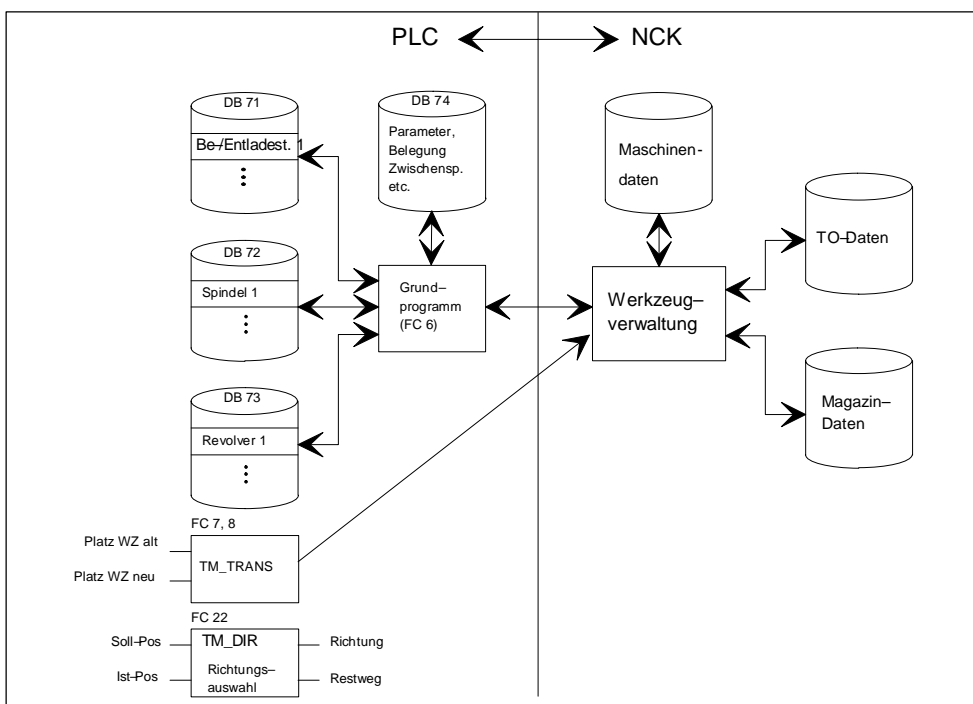 PLC
NCK
DB 71
Be–/Entladest. 1
DB 74
Parameter,
Belegung
Zwischensp.
etc.
Maschinen-
daten
TO–Daten
DB 72
Spindel 1
Grund–
programm
(FC 6)
Werkzeug–
verwaltung
DB 73
Revolver 1
Magazin–
Daten
FC 7, 8
Platz WZ alt
TM_TRANS
Platz WZ neu
FC 22
Soll–Pos
TM_DIR
Richtung
Ist–Pos
Richtungs–
auswahl
Restweg